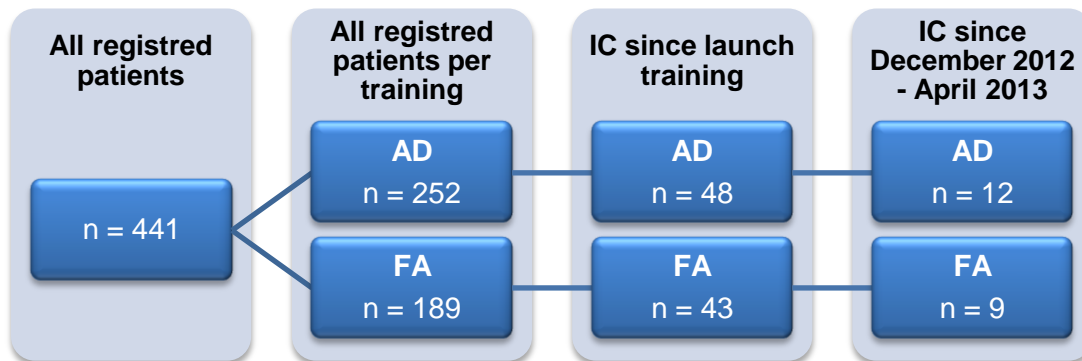 All registred
patients
n = 441
All registred
patients per
training
AD
n = 252
FA
n = 189
IC since launch
training
AD
n = 48
FA
n = 43
IC since
December 2012
- April 2013
AD
n = 12
FA
n = 9